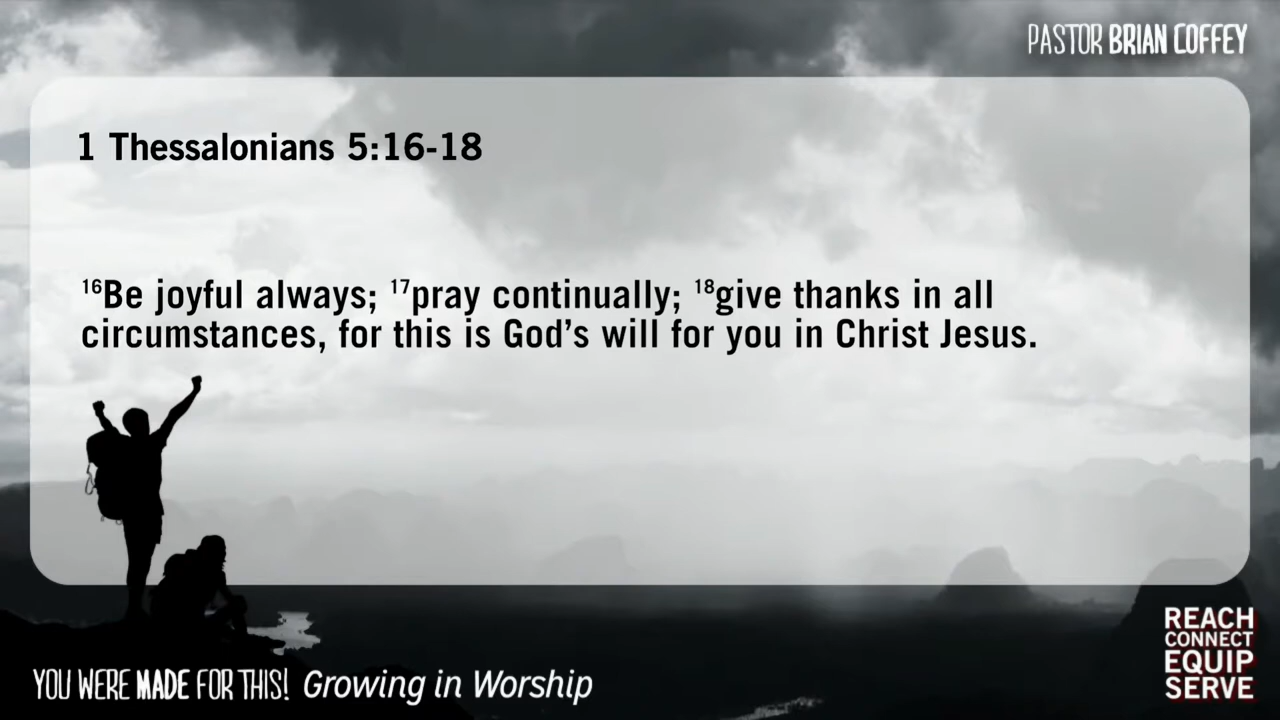 PASTOR BRIAN COFFEY
1 Thessalonians 5:16-18
16Be joyful always; 17pray continually; 18give thanks in all
circumstances, for this is God’s will for you in Christ Jesus.
YOU WERE MADE FOR THIS! Growing in Worship
REACH
CONNECT
EQUIP
SERVE